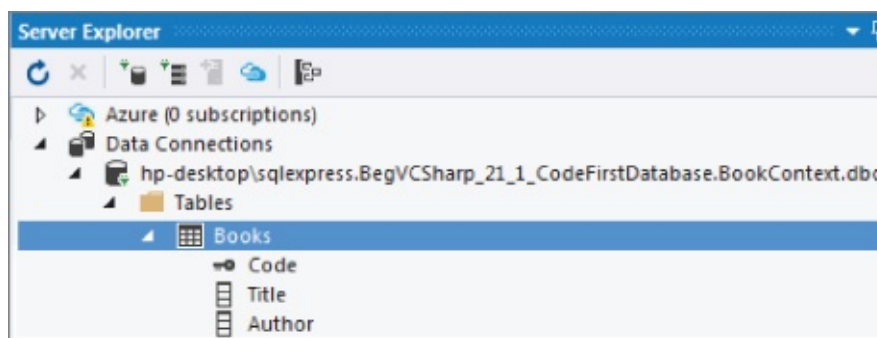 Server Explorer
Azure (0 subscriptions)
Data Connections
hp-desktop\sqlexpress.BegVCSharp_21_1_CodeFirstDatabase.BookContext.dbo
Tables
Books
Code
Title
Author